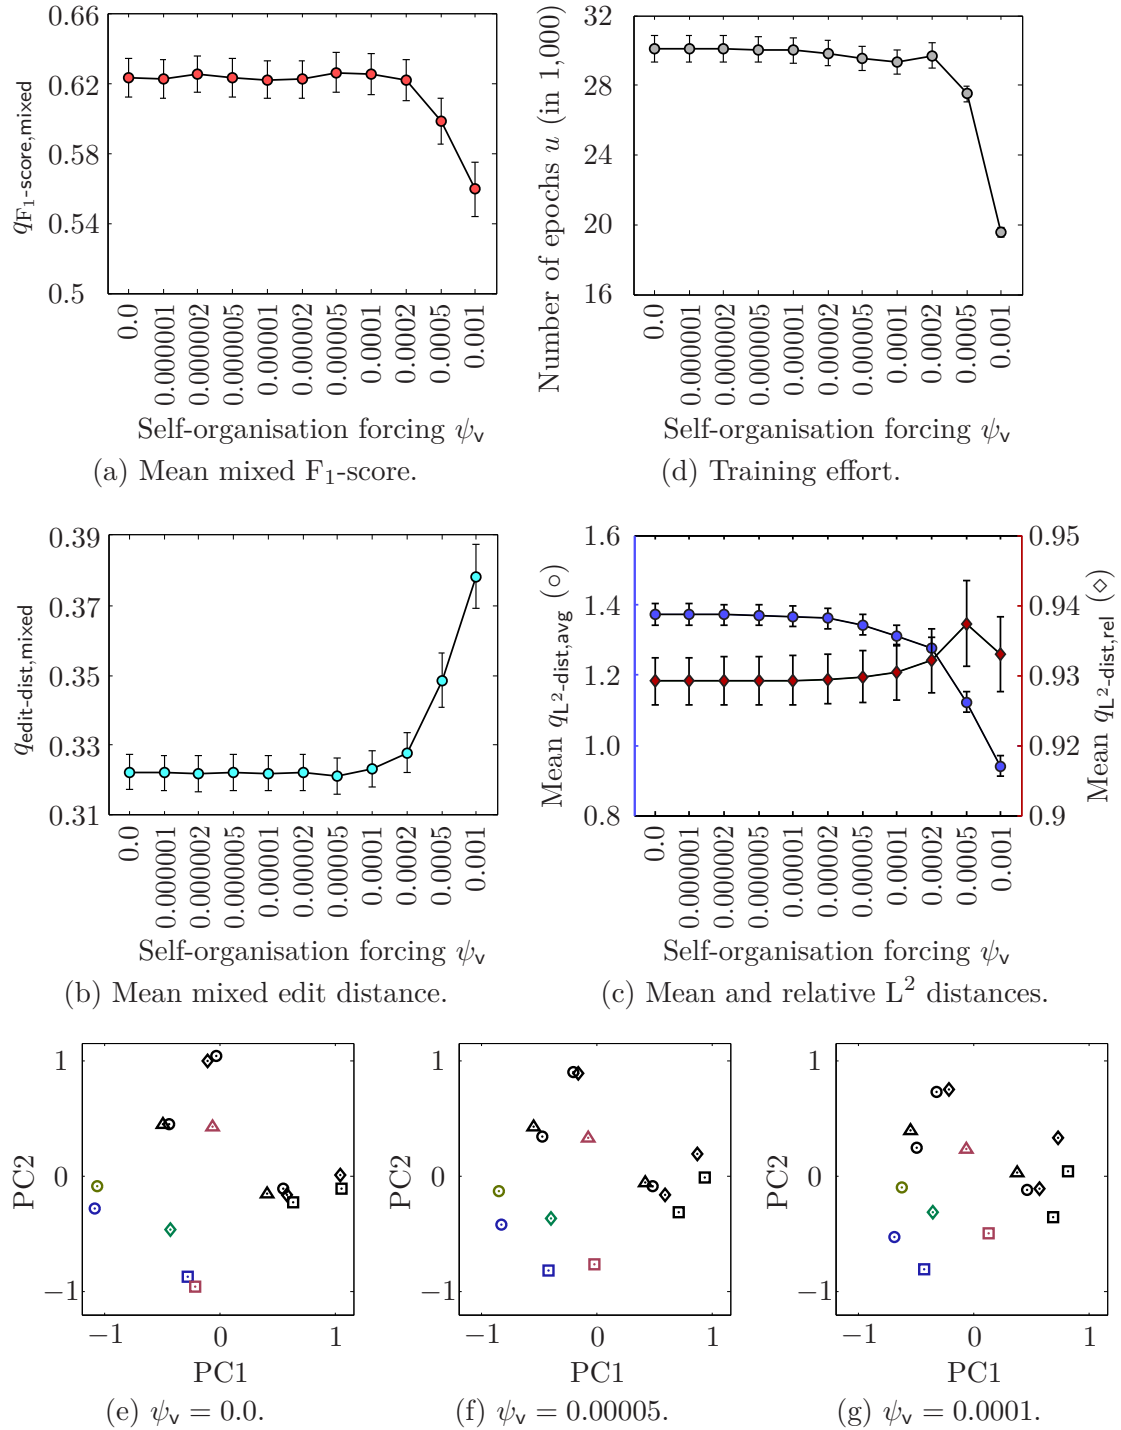 0.66
0.62
0.58
0.54
0.5
q_F₁-score,mixed
0.0 0.000001 0.000002 0.000005 0.00001 0.00002 0.00005 0.0001 0.0002 0.0005 0.001
Self-organisation forcing ψ_v
(a) Mean mixed F₁-score.
32
28
24
20
16
Number of epochs u (in 1,000)
0.0 0.000001 0.000002 0.000005 0.00001 0.00002 0.00005 0.0001 0.0002 0.0005 0.001
Self-organisation forcing ψ_v
(d) Training effort.
0.39
0.37
0.35
0.33
0.31
q_edit-dist,mixed
0.0 0.000001 0.000002 0.000005 0.00001 0.00002 0.00005 0.0001 0.0002 0.0005 0.001
Self-organisation forcing ψ_v
(b) Mean mixed edit distance.
1.6
1.4
1.2
1.0
0.8
Mean q_L²-dist,avg (○)
0.95
0.94
0.93
0.92
0.9
Mean q_L²-dist,rel (◇)
0.0 0.000001 0.000002 0.000005 0.00001 0.00002 0.00005 0.0001 0.0002 0.0005 0.001
Self-organisation forcing ψ_v
(c) Mean and relative L² distances.
1
0
−1
PC2
−1 0 1
PC1
(e) ψ_v = 0.0.
1
0
−1
PC2
−1 0 1
PC1
(f) ψ_v = 0.00005.
1
0
−1
PC2
−1 0 1
PC1
(g) ψ_v = 0.0001.